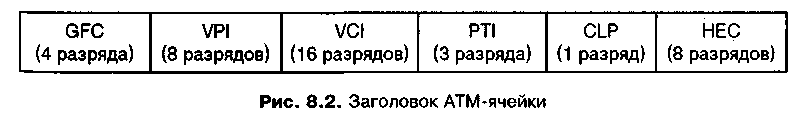 GFC VPI VCI PTI CLP HEC
(4 разряда) (8 разрядов) (16 разрядов) (3 разряда) (1 разряд) (8 разрядов)
Рис. 8.2. Заголовок АТМ-ячейки